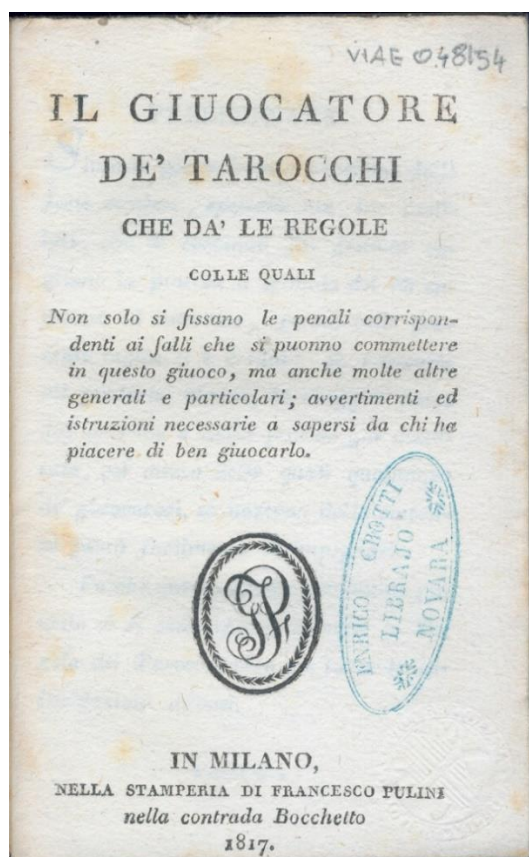 VIAE 048154
IL GIUOCATORE
DE' TAROCCHI
CHE DA' LE REGOLE
COLLE QUALI
Non solo si fissano le penali corrispon-
denti ai falli che si puonno commettere
in questo giuoco, ma anche molte altre
generali e particolari; avvertimenti ed
istruzioni necessarie a sapersi da chi ha
piacere di ben giuocarlo.
ENRICO CROTTI
LIBRAJO
NOVARA
IN MILANO,
NELLA STAMPERIA DI FRANCESCO PULINI
nella contrada Bocchetto
1817.